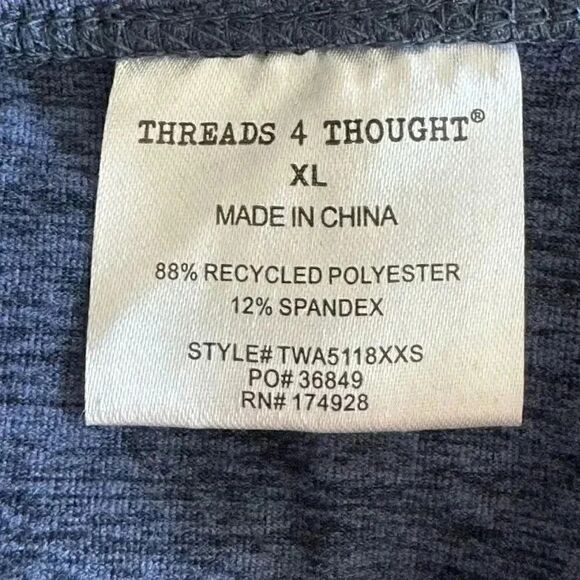 THREADS 4 THOUGHT®
XL
MADE IN CHINA
88% RECYCLED POLYESTER
12% SPANDEX
STYLE# TWA5118XXS
PO# 36849
RN# 174928